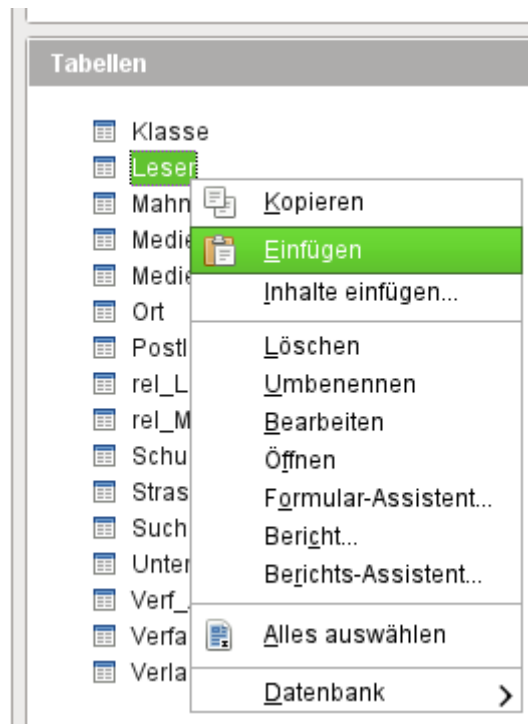 Tabellen
Klasse
Leser
Mahn
Kopieren
Medie
Einfügen
Medie
Inhalte einfügen...
Ort
Postl
Löschen
rel_L
Umbenennen
rel_M
Bearbeiten
Schu
Öffnen
Stras
Formular-Assistent...
Such
Bericht...
Unter
Berichts-Assistent...
Verf_
Verfa
Alles auswählen
Verla
Datenbank